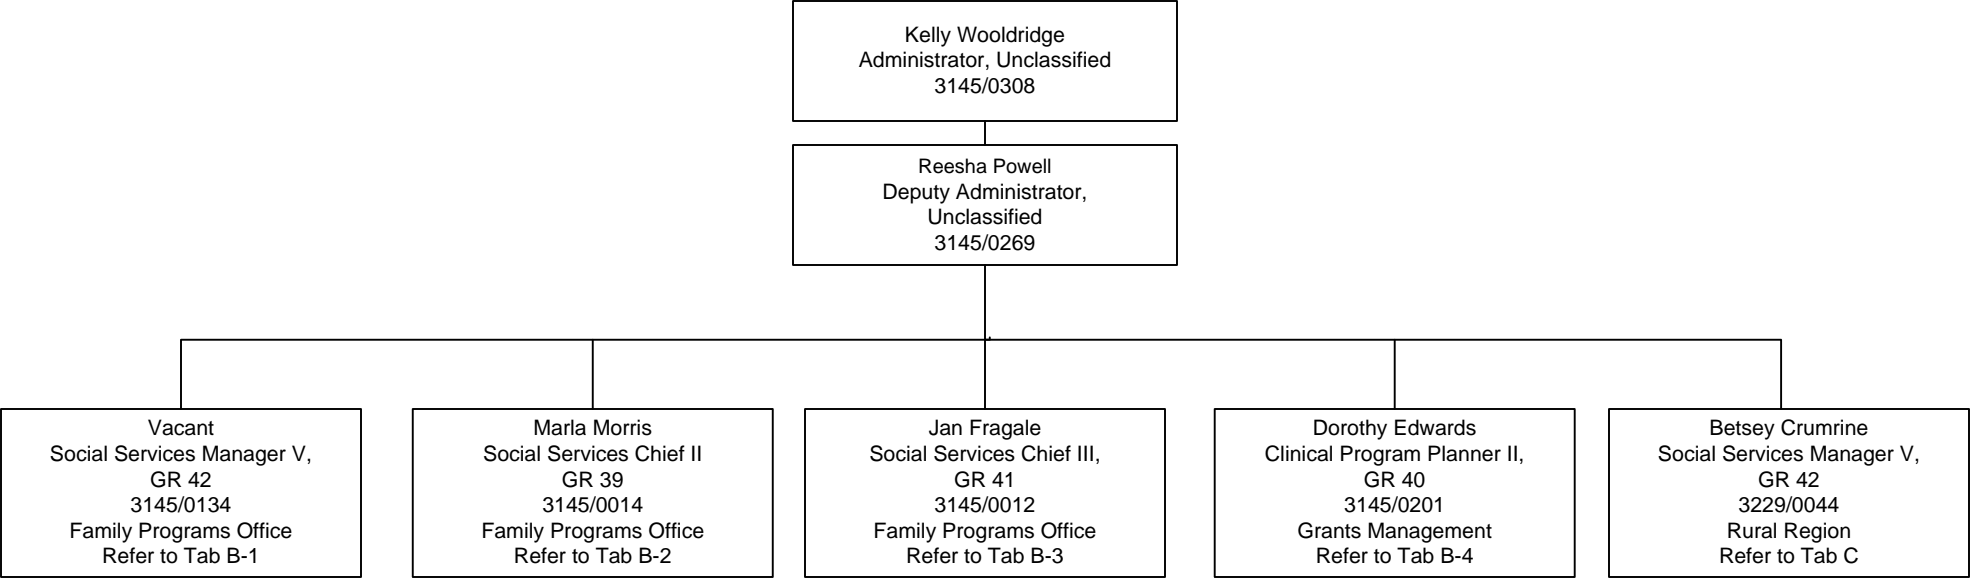 Kelly Wooldridge
Administrator, Unclassified
3145/0308
Reesha Powell
Deputy Administrator,
Unclassified
3145/0269
Vacant
Social Services Manager V,
GR 42
3145/0134
Family Programs Office
Refer to Tab B-1
Marla Morris
Social Services Chief II
GR 39
3145/0014
Family Programs Office
Refer to Tab B-2
Jan Fragale
Social Services Chief III,
GR 41
3145/0012
Family Programs Office
Refer to Tab B-3
Dorothy Edwards
Clinical Program Planner II,
GR 40
3145/0201
Grants Management
Refer to Tab B-4
Betsey Crumrine
Social Services Manager V,
GR 42
3229/0044
Rural Region
Refer to Tab C